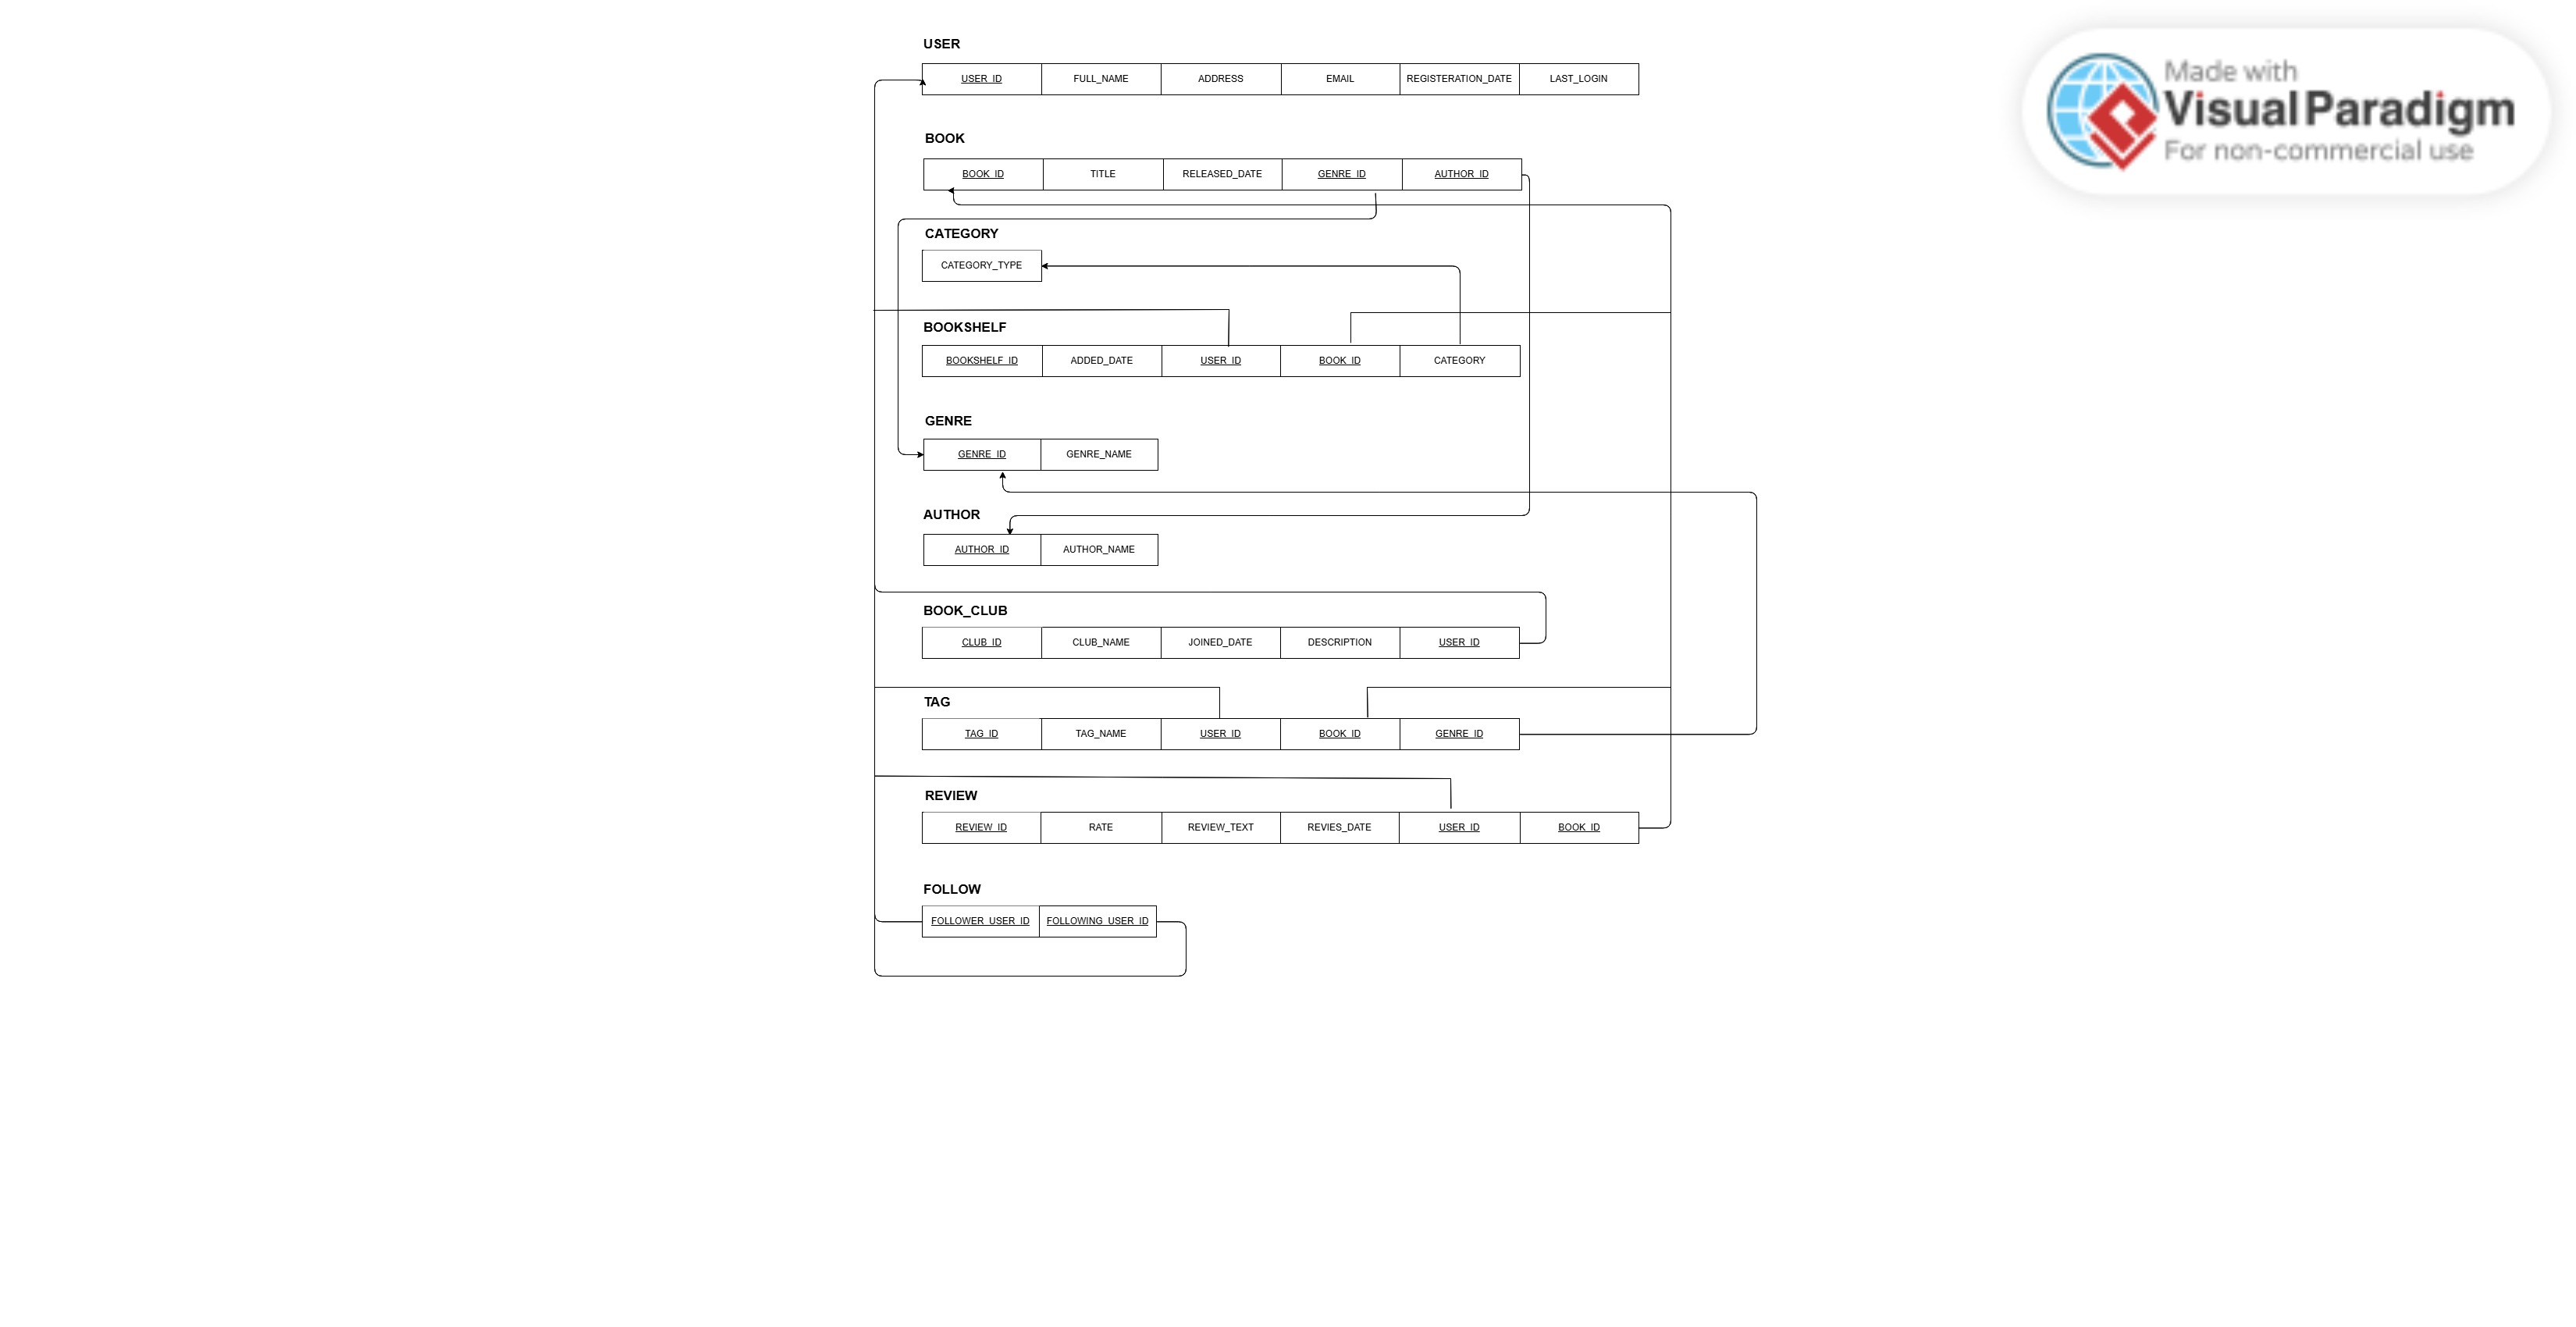 USER
USER_ID FULL_NAME ADDRESS EMAIL REGISTERATION_DATE LAST_LOGIN
BOOK
BOOK_ID TITLE RELEASED_DATE GENRE_ID AUTHOR_ID
CATEGORY
CATEGORY_TYPE
BOOKSHELF
BOOKSHELF_ID ADDED_DATE USER_ID BOOK_ID CATEGORY
GENRE
GENRE_ID GENRE_NAME
AUTHOR
AUTHOR_ID AUTHOR_NAME
BOOK_CLUB
CLUB_ID CLUB_NAME JOINED_DATE DESCRIPTION USER_ID
TAG
TAG_ID TAG_NAME USER_ID BOOK_ID GENRE_ID
REVIEW
REVIEW_ID RATE REVIEW_TEXT REVIES_DATE USER_ID BOOK_ID
FOLLOW
FOLLOWER_USER_ID FOLLOWING_USER_ID
Made with
Visual Paradigm
For non-commercial use